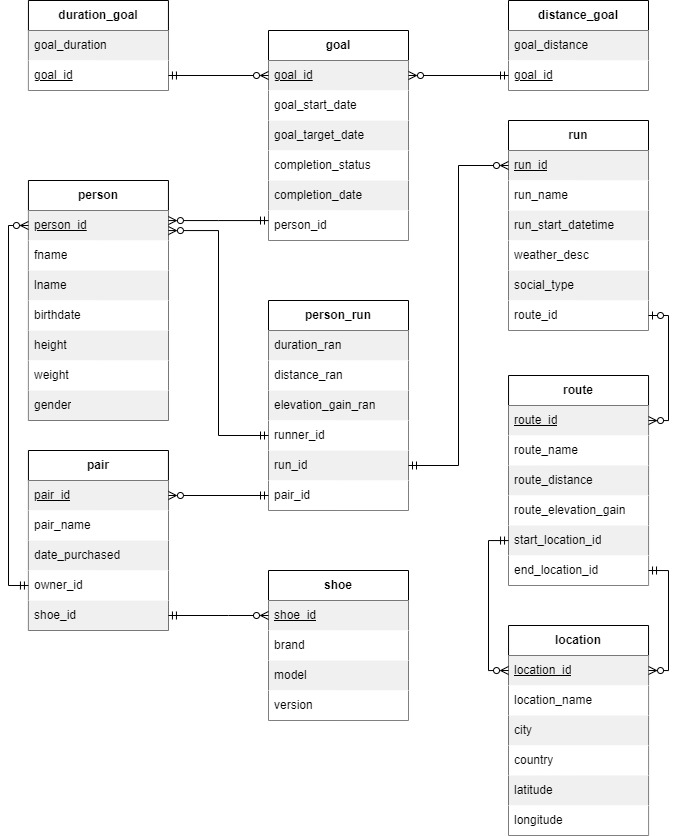 duration_goal
goal_duration
goal_id
goal
goal_id
goal_start_date
goal_target_date
completion_status
completion_date
person_id
distance_goal
goal_distance
goal_id
run
run_id
run_name
run_start_datetime
weather_desc
social_type
route_id
person
person_id
fname
lname
birthdate
height
weight
gender
person_run
duration_ran
distance_ran
elevation_gain_ran
runner_id
run_id
pair_id
route
route_id
route_name
route_distance
route_elevation_gain
start_location_id
end_location_id
pair
pair_id
pair_name
date_purchased
owner_id
shoe_id
shoe
shoe_id
brand
model
version
location
location_id
location_name
city
country
latitude
longitude